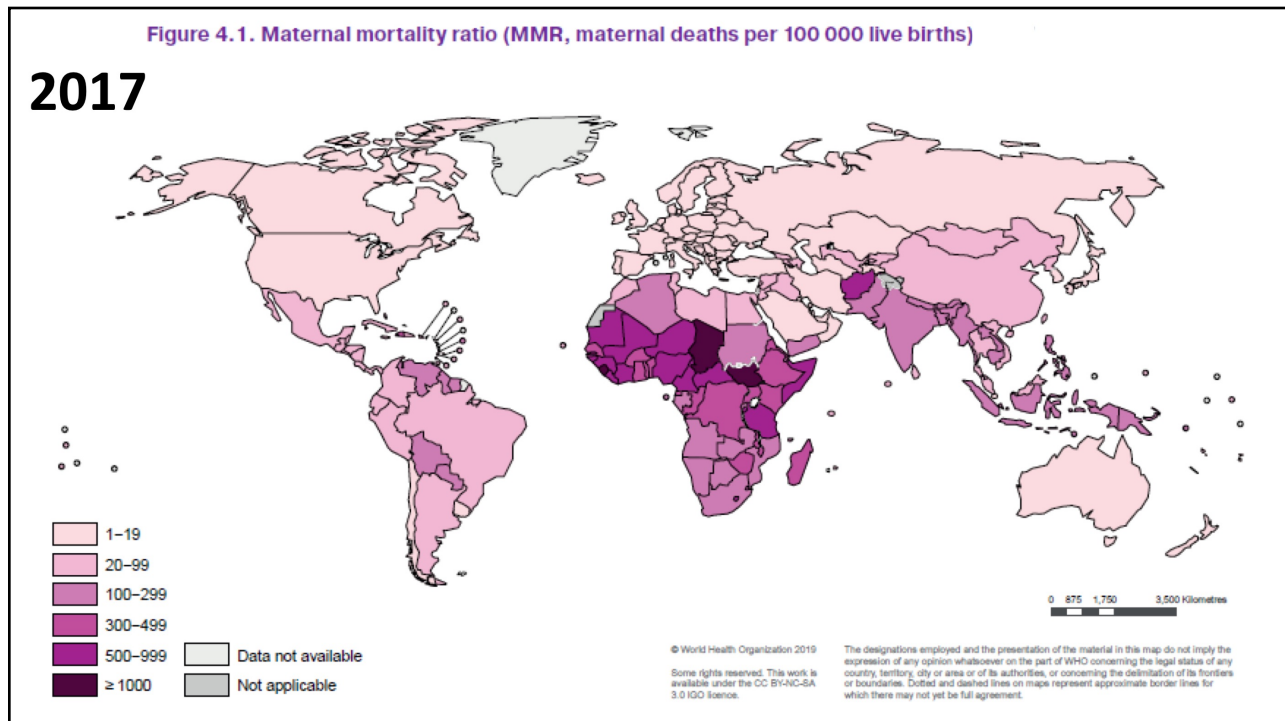 Figure 4.1. Maternal mortality ratio (MMR, maternal deaths per 100 000 live births)
2017
1–19
20–99
100–299
300–499
500–999
≥ 1000
Data not available
Not applicable
0 875 1,750 3,500 Kilometres
© World Health Organization 2019
Some rights reserved. This work is
available under the CC BY-NC-SA
3.0 IGO licence.
The designations employed and the presentation of the material in this map do not imply the
expression of any opinion whatsoever on the part of WHO concerning the legal status of any
country, territory, city or area or of its authorities, or concerning the delimitation of its frontiers
or boundaries. Dotted and dashed lines on maps represent approximate border lines for
which there may not yet be full agreement.